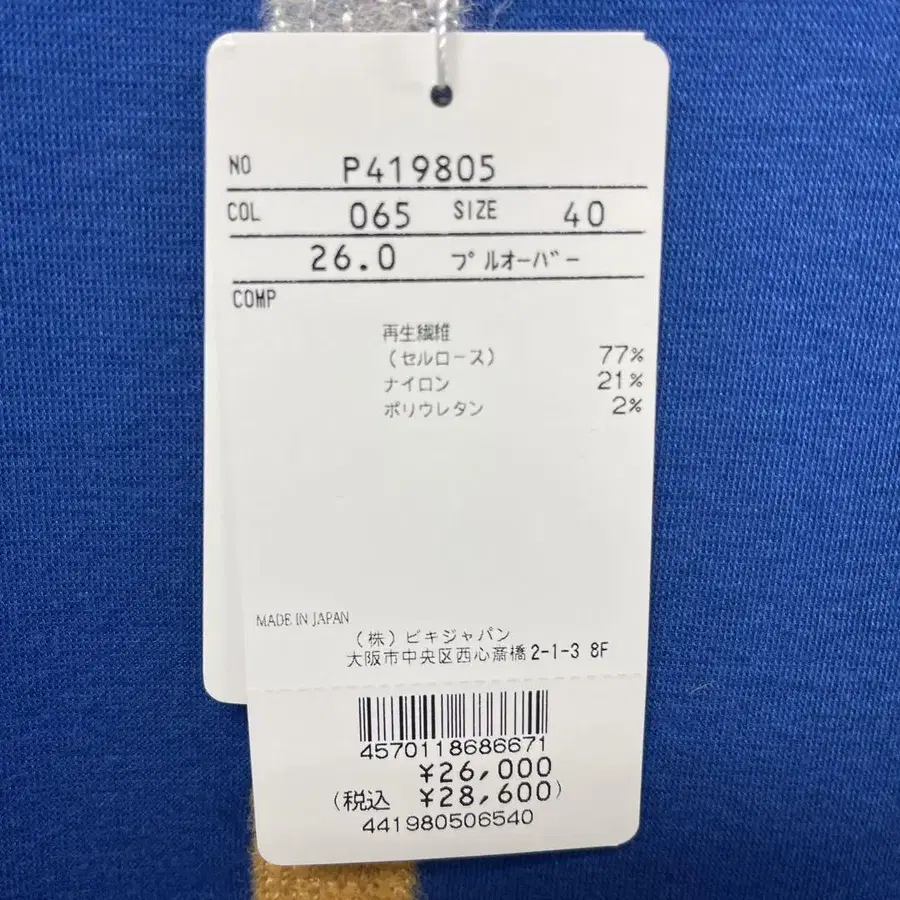 NO P419805
COL 065 SIZE 40
26.0 プルオーバー
COMP
再生繊維
(セルロース) 77%
ナイロン 21%
ポリウレタン 2%
MADE IN JAPAN
(株)ビキジャパン
大阪市中央区西心斎橋2-1-3 8F
4570118686671
¥26,000
(税込 ¥28,600)
441980506540